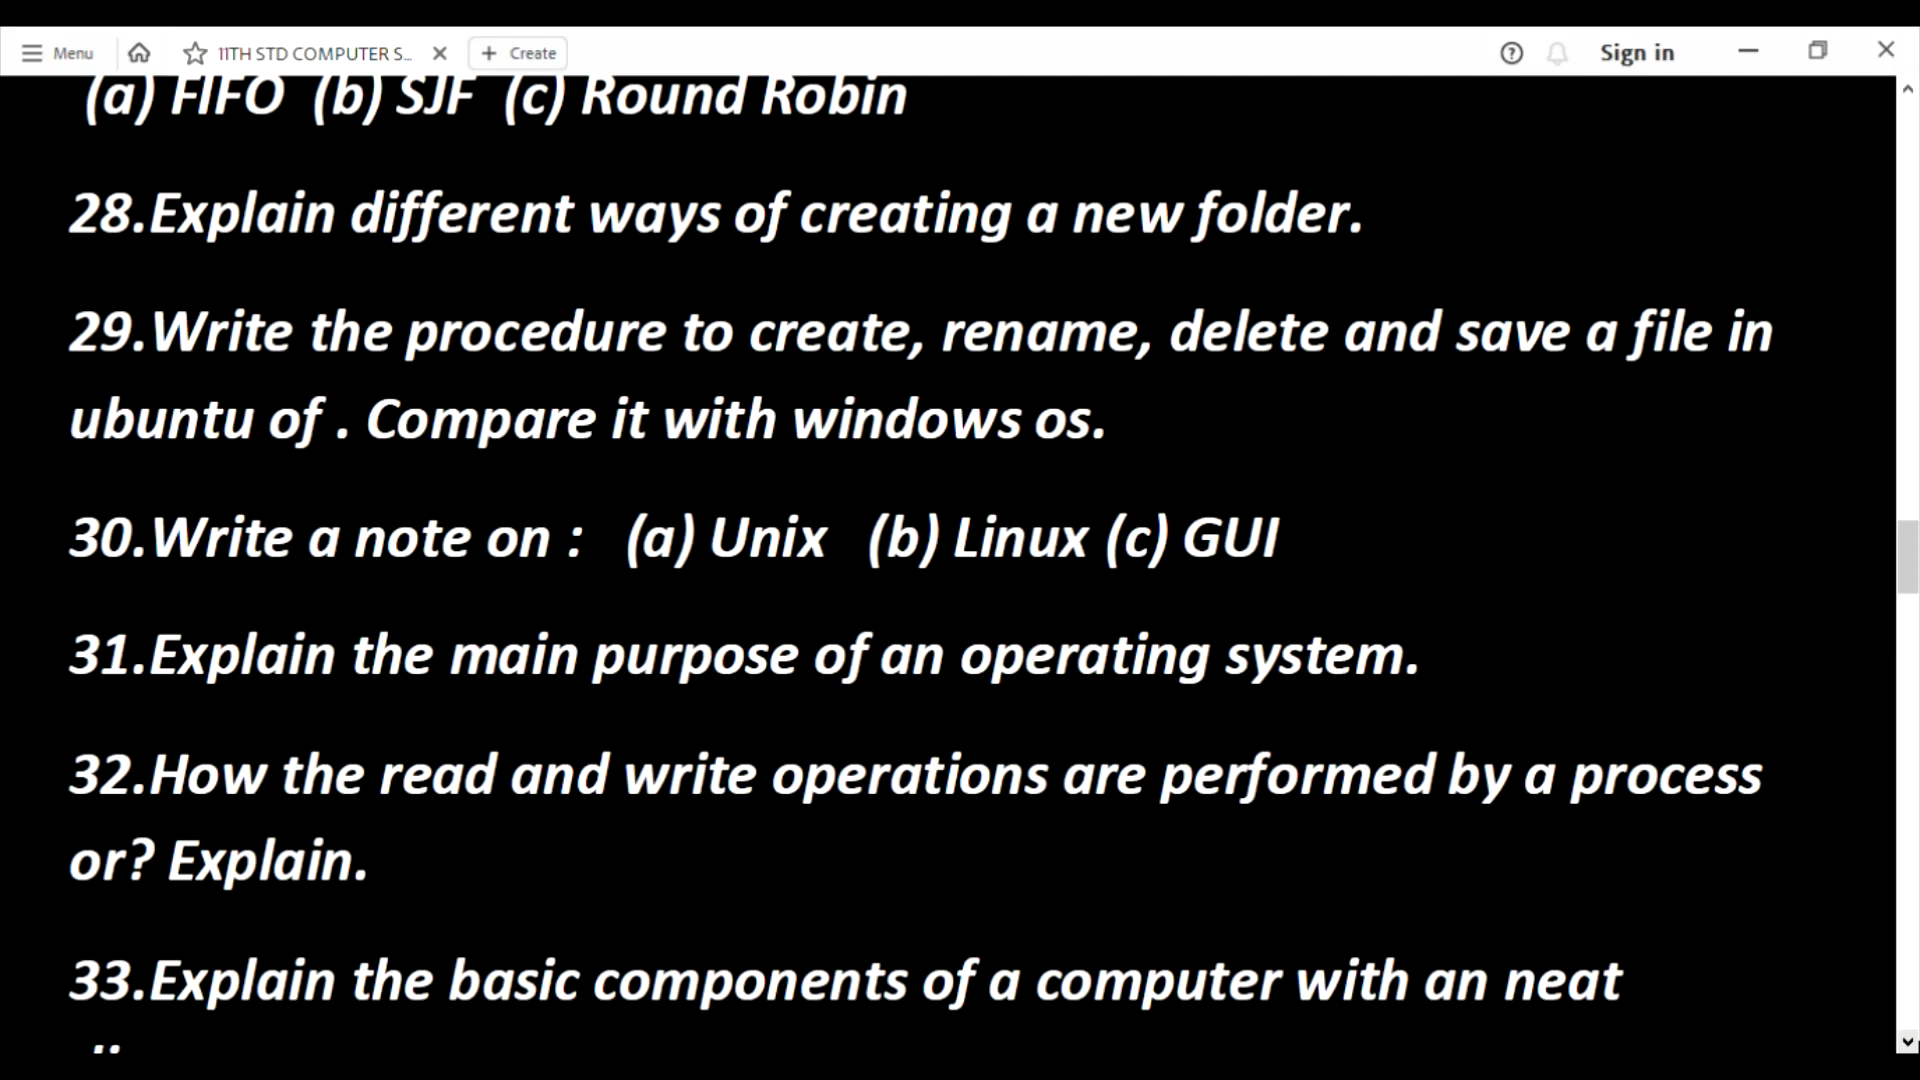 Menu
11TH STD COMPUTER S...
Create
Sign in
(a) FIFO (b) SJF (c) Round Robin
28.Explain different ways of creating a new folder.
29.Write the procedure to create, rename, delete and save a file in
ubuntu of . Compare it with windows os.
30.Write a note on : (a) Unix (b) Linux (c) GUI
31.Explain the main purpose of an operating system.
32.How the read and write operations are performed by a process
or? Explain.
33.Explain the basic components of a computer with an neat